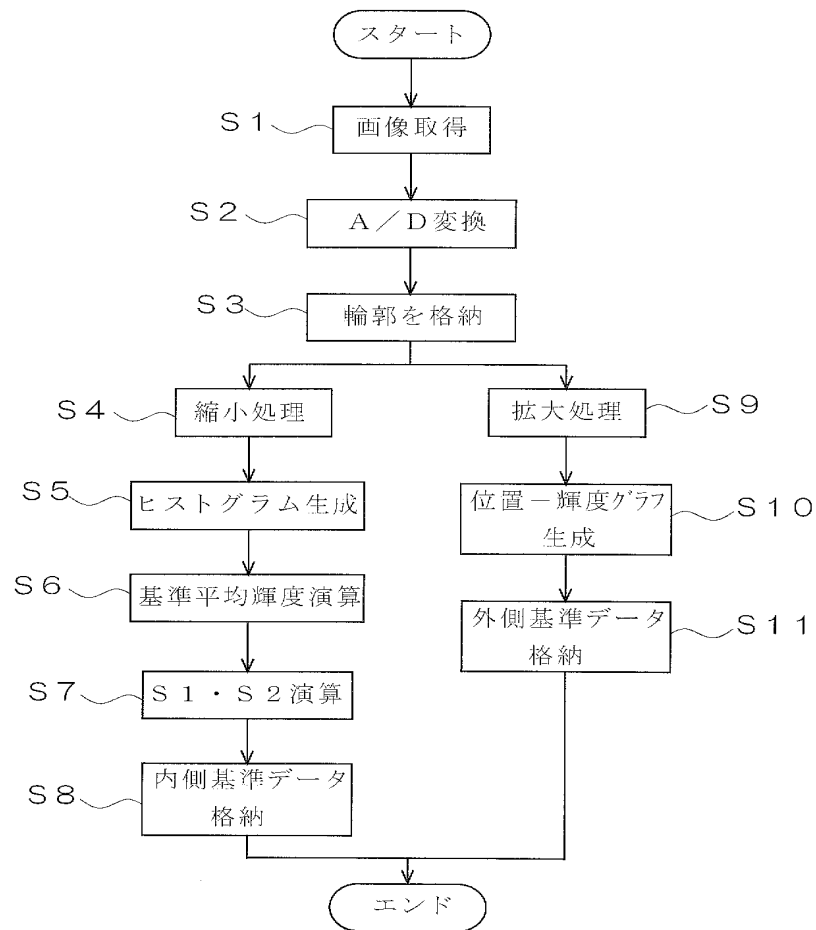 スタート
S1
画像取得
S2
A/D変換
S3
輪郭を格納
S4
縮小処理
S5
ヒストグラム生成
S6
基準平均輝度演算
S7
S1・S2演算
S8
内側基準データ
格納
S9
拡大処理
S10
位置－輝度グラフ
生成
S11
外側基準データ
格納
エンド